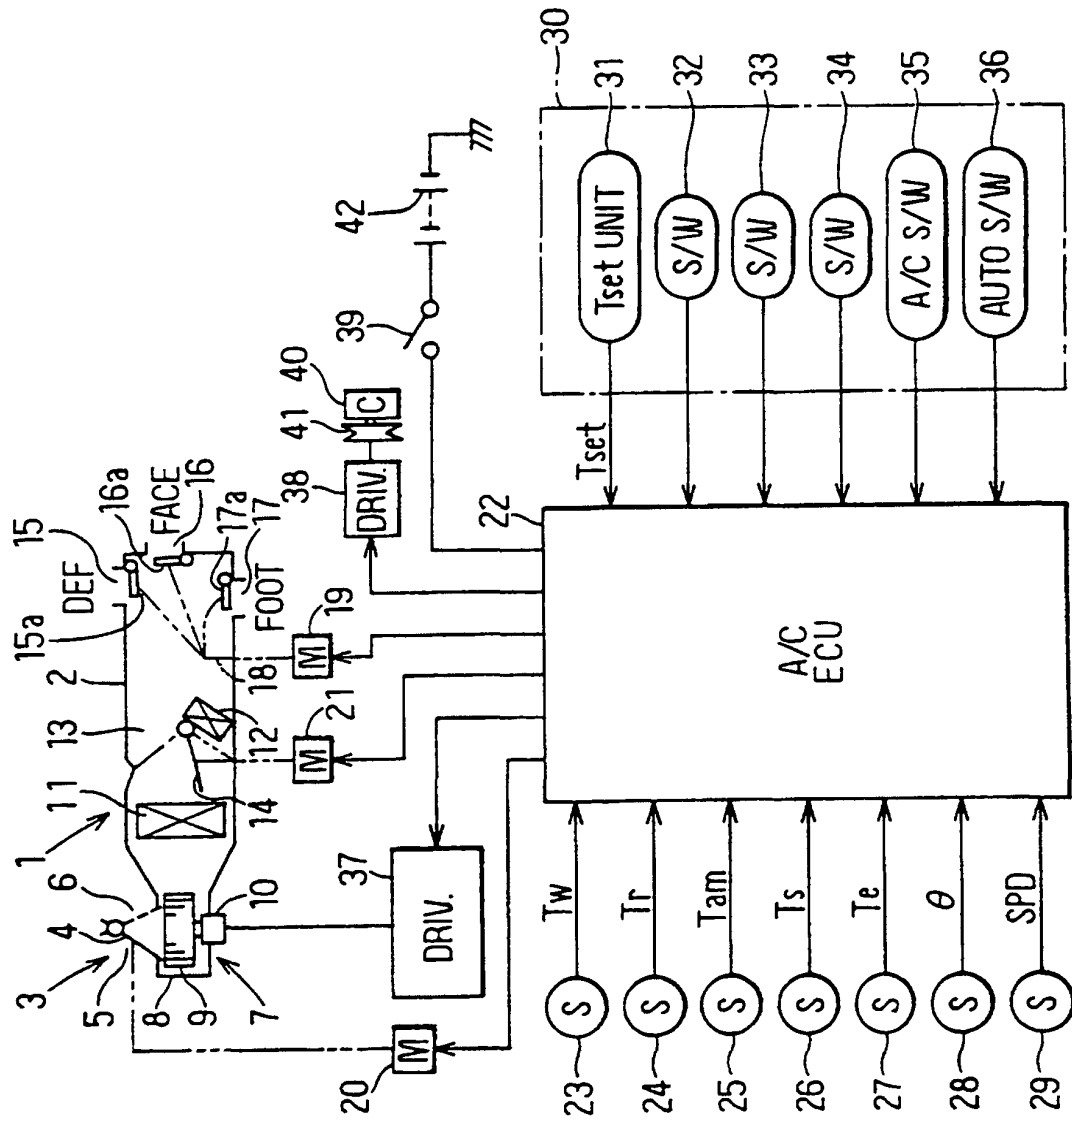 3
4
5
6
1
11
13
2
15a
DEF
15
16a
FACE
16
17a
17
FOOT
8
9
7
10
14
12
18
20
M
37
DRIV.
21
M
19
M
38
DRIV.
41
40
C
39
42
22
A/C
ECU
23
S
Tw
24
S
Tr
25
S
Tam
26
S
Ts
27
S
Te
28
S
θ
29
S
SPD
30
Tset
Tset UNIT
31
S/W
32
S/W
33
S/W
34
A/C S/W
35
AUTO S/W
36